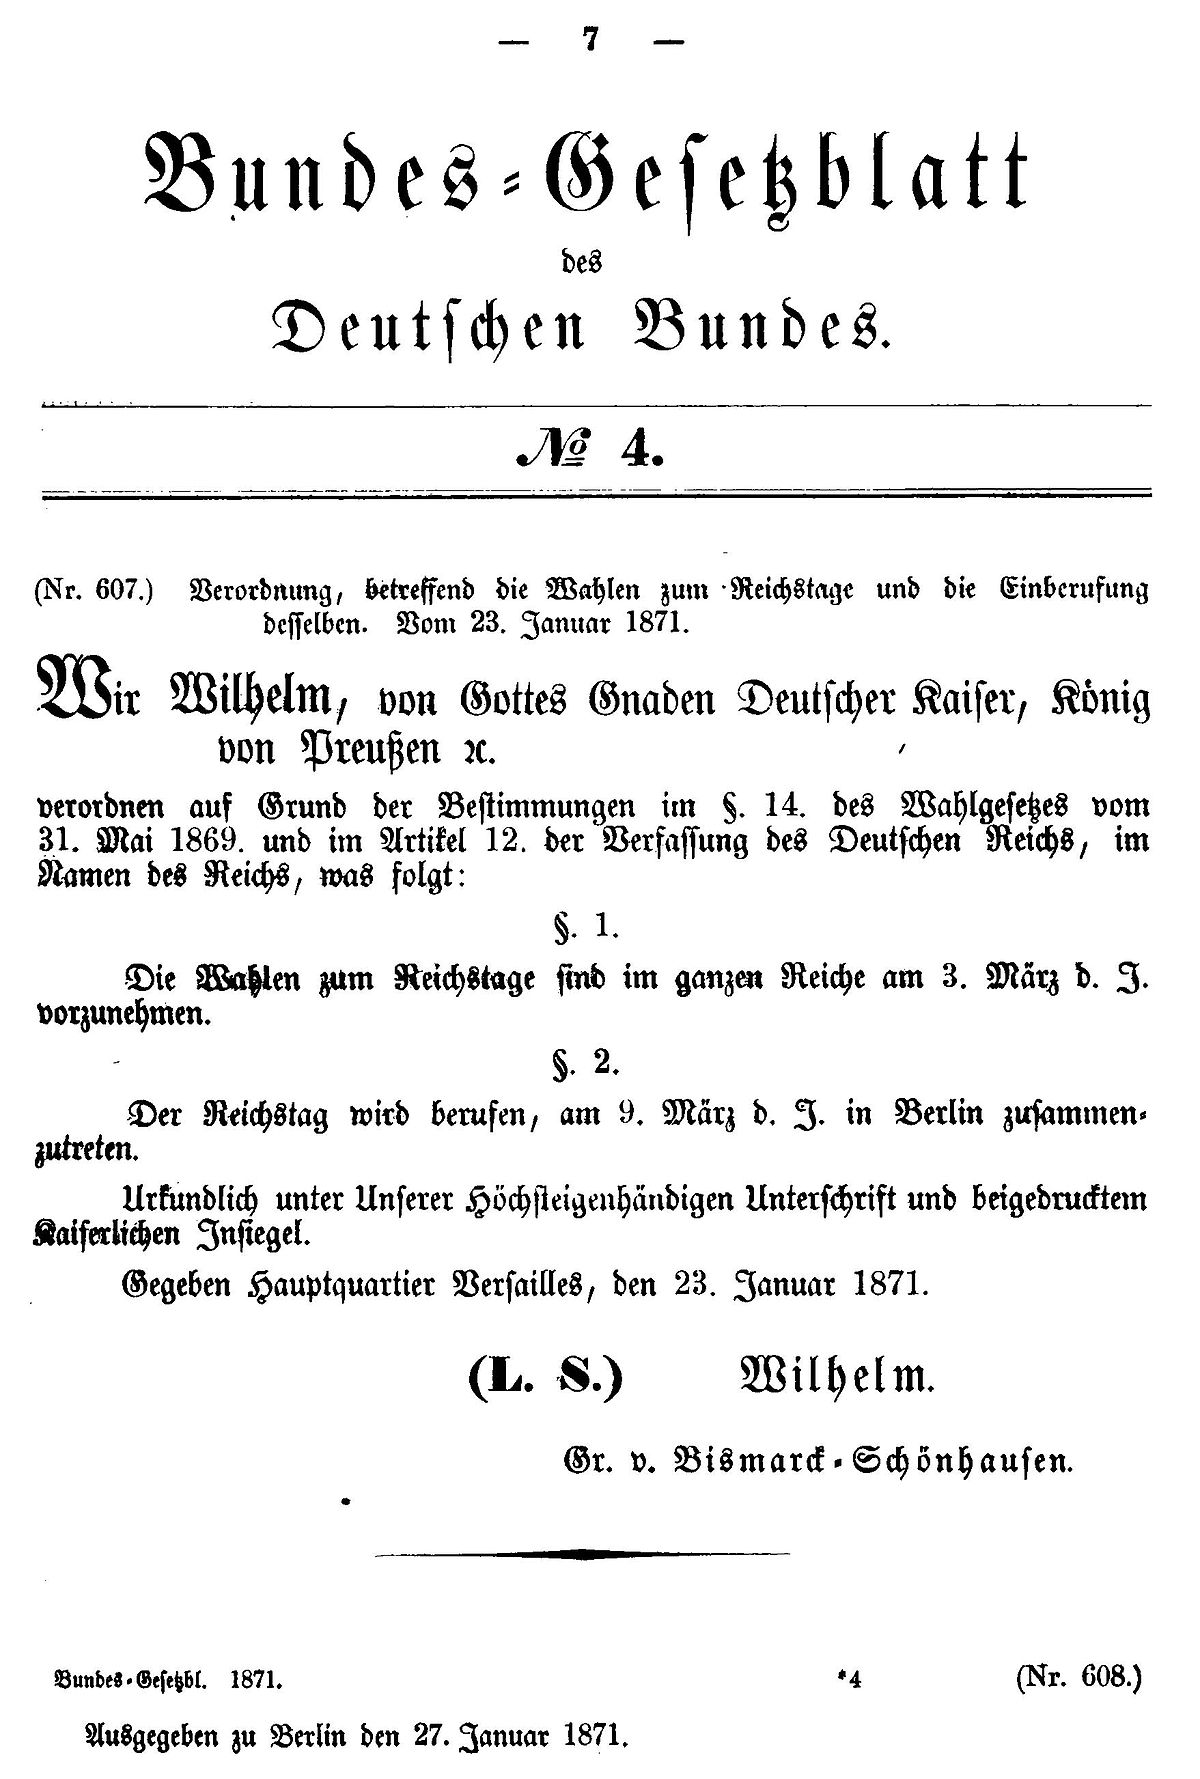 — 7 —
Bundes-Gesetzblatt
des
Deutschen Bundes.
№ 4.
(Nr. 607.) Verordnung, betreffend die Wahlen zum Reichstage und die Einberufung
desselben. Vom 23. Januar 1871.
Wir Wilhelm, von Gottes Gnaden Deutscher Kaiser, König
von Preußen ꝛc.
verordnen auf Grund der Bestimmungen im §. 14. des Wahlgesetzes vom
31. Mai 1869. und im Artikel 12. der Verfassung des Deutschen Reichs, im
Namen des Reichs, was folgt:
§. 1.
Die Wahlen zum Reichstage sind im ganzen Reiche am 3. März d. J.
vorzunehmen.
§. 2.
Der Reichstag wird berufen, am 9. März d. J. in Berlin zusammen-
zutreten.
Urkundlich unter Unserer Höchsteigenhändigen Unterschrift und beigedrucktem
Kaiserlichen Insiegel.
Gegeben Hauptquartier Versailles, den 23. Januar 1871.
(L. S.) Wilhelm.
Gr. v. Bismarck-Schönhausen.
Bundes-Gesetzbl. 1871. *4 (Nr. 608.)
Ausgegeben zu Berlin den 27. Januar 1871.